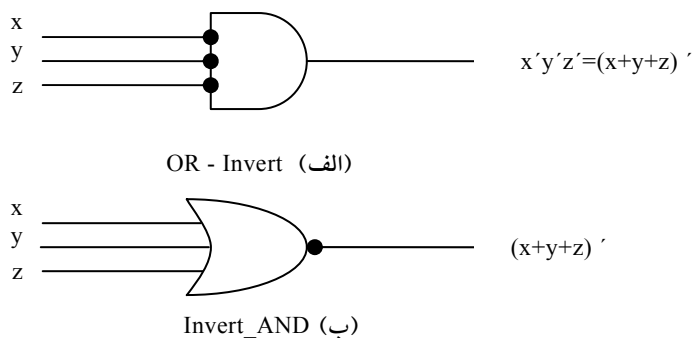 x
y
z
x´y´z´=(x+y+z) ´
OR - Invert (الف)
x
y
z
(x+y+z) ´
Invert_AND (ب)